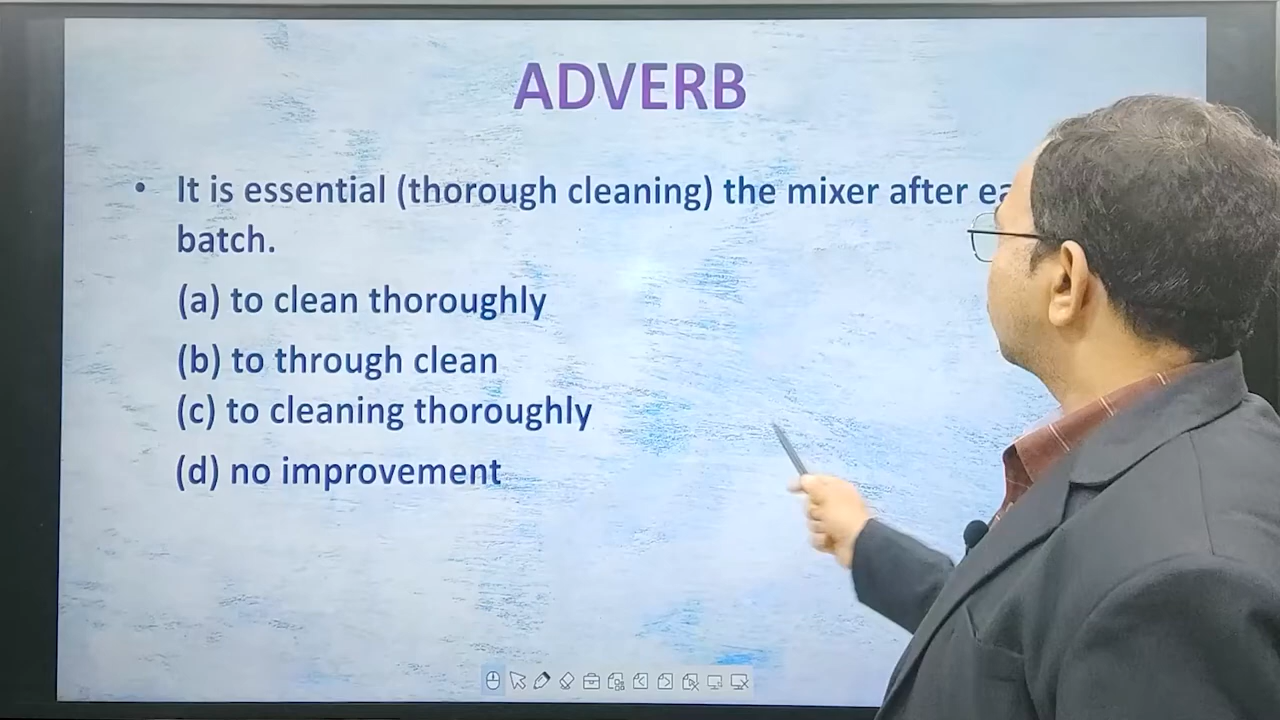 ADVERB
• It is essential (thorough cleaning) the mixer after
batch.
(a) to clean thoroughly
(b) to through clean
(c) to cleaning thoroughly
(d) no improvement